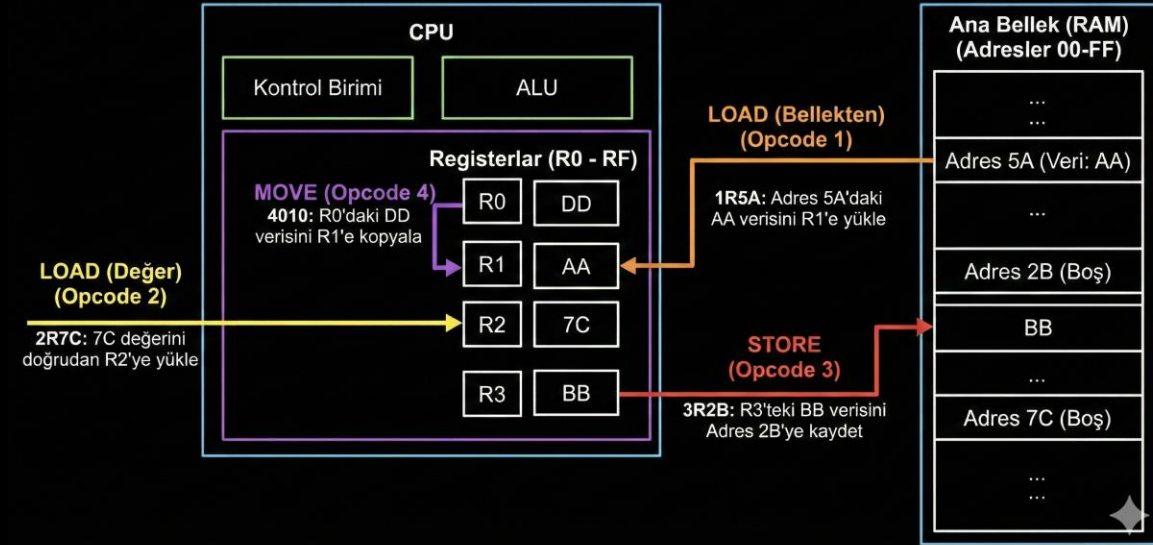 CPU
Kontrol Birimi
ALU
Registerlar (R0 - RF)
MOVE (Opcode 4)
4010: R0'daki DD
verisini R1'e kopyala
R0
DD
R1
AA
R2
7C
R3
BB
LOAD (Değer)
(Opcode 2)
2R7C: 7C değerini
doğrudan R2'ye yükle
LOAD (Bellekten)
(Opcode 1)
1R5A: Adres 5A'daki
AA verisini R1'e yükle
STORE
(Opcode 3)
3R2B: R3'teki BB verisini
Adres 2B'ye kaydet
Ana Bellek (RAM)
(Adresler 00-FF)
...
...
Adres 5A (Veri: AA)
...
Adres 2B (Boş)
BB
...
Adres 7C (Boş)
...
...